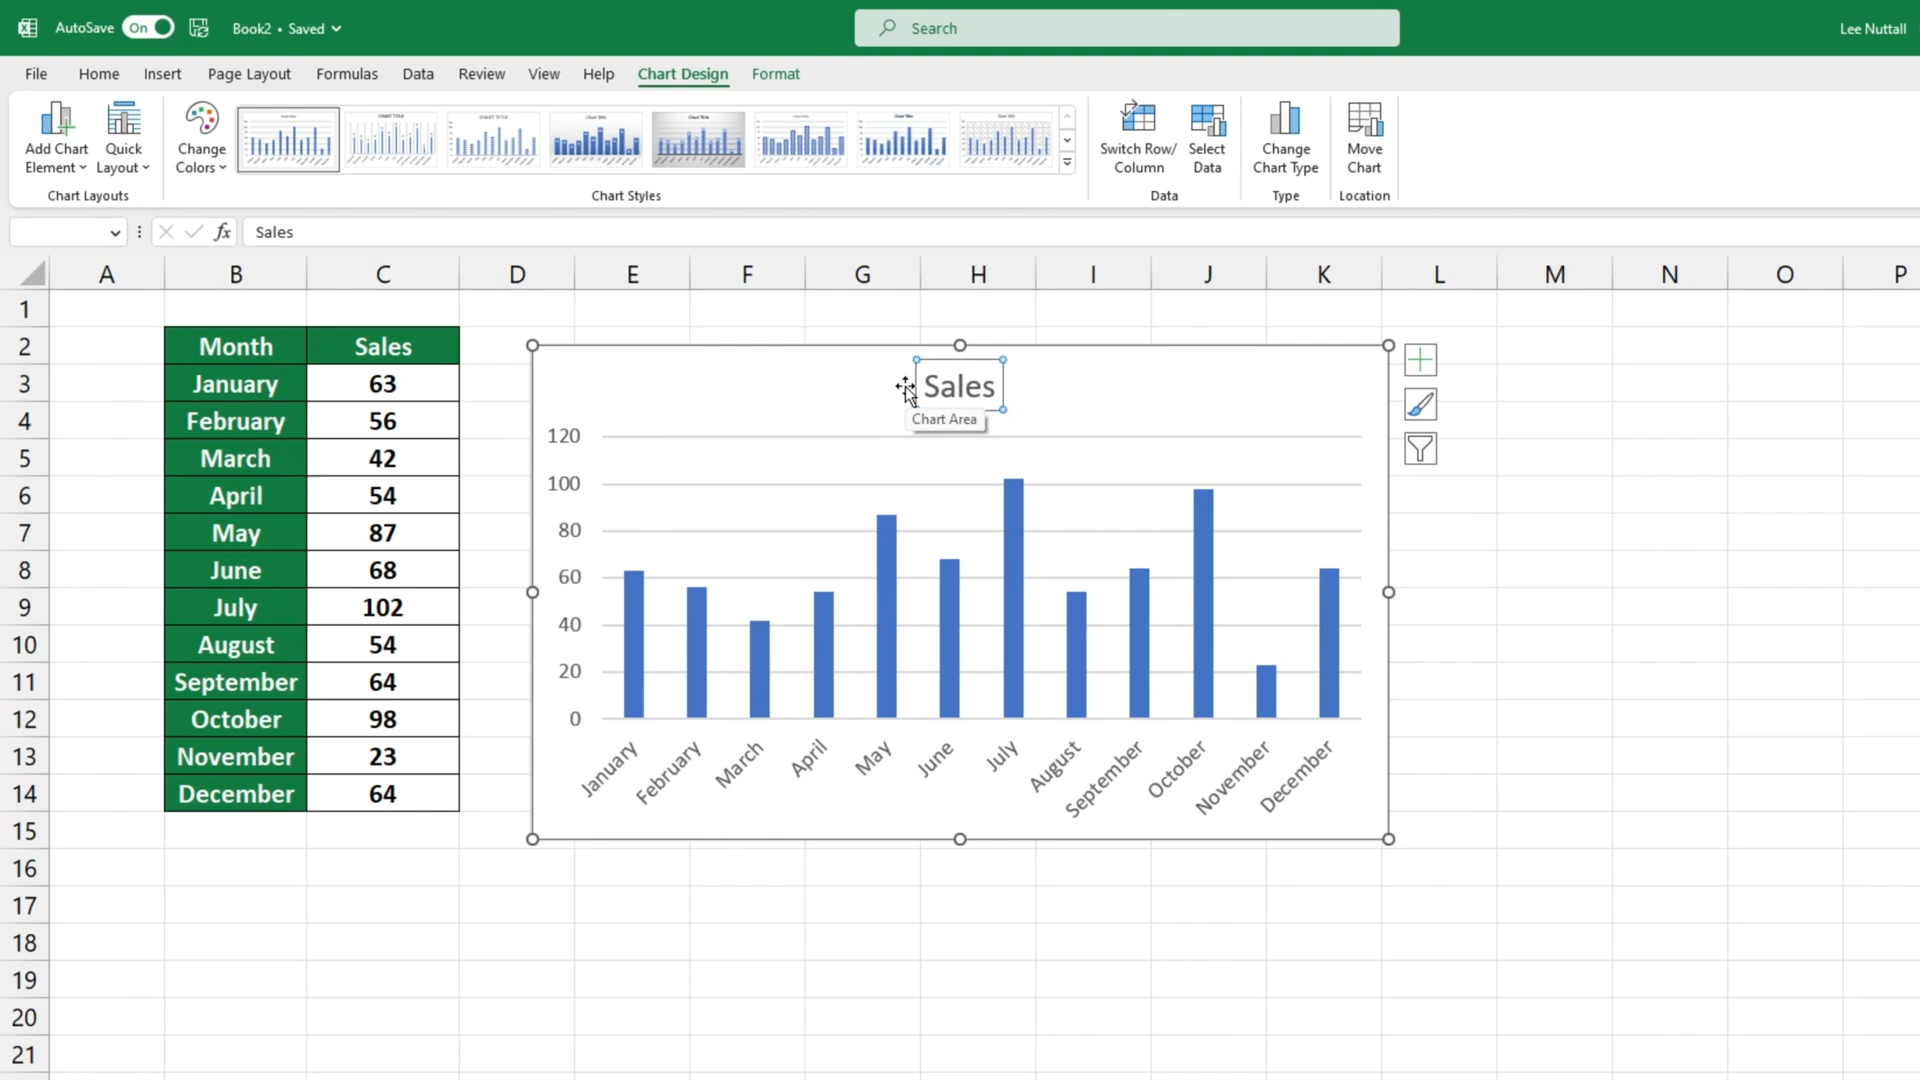 AutoSave On Book2 • Saved Search Lee Nuttall
File Home Insert Page Layout Formulas Data Review View Help Chart Design Format
Add Chart Element Quick Layout Change Colors Switch Row/ Column Select Data Change Chart Type Move Chart
Chart Layouts Chart Styles Data Type Location
fx Sales
A B C D E F G H I J K L M N O P
1
2 Month Sales
3 January 63
4 February 56
5 March 42
6 April 54
7 May 87
8 June 68
9 July 102
10 August 54
11 September 64
12 October 98
13 November 23
14 December 64
15
16
17
18
19
20
21
Sales
Chart Area
120
100
80
60
40
20
0
January February March April May June July August September October November December